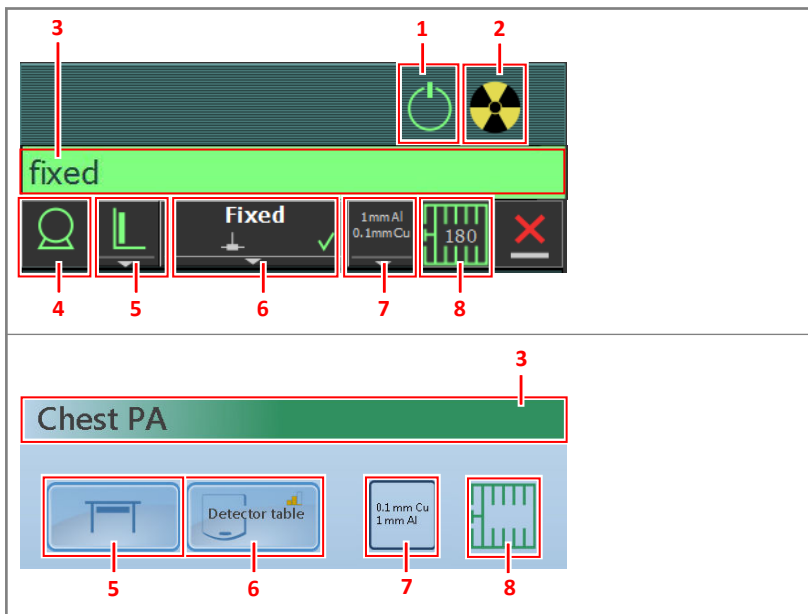 3
1
2
fixed
Fixed
1mm Al
0.1mm Cu
180
4
5
6
7
8
3
Chest PA
Detector table
0.1 mm Cu
1 mm Al
5
6
7
8